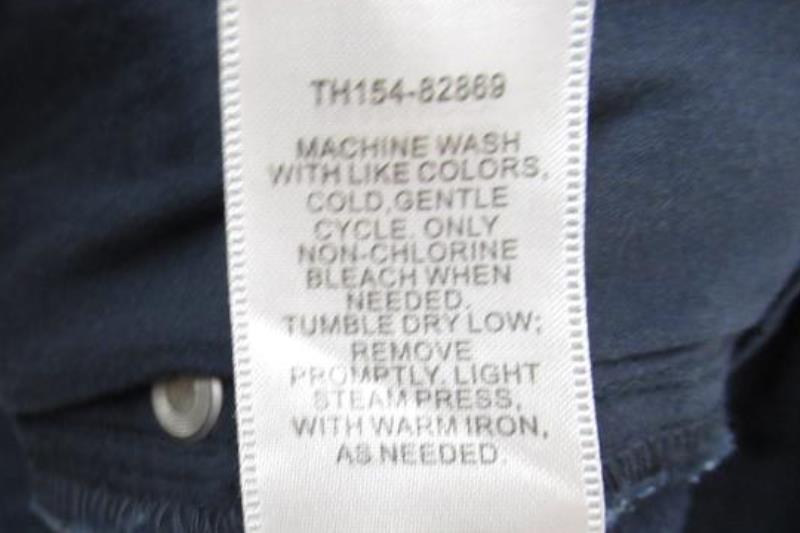 TH154-82869
MACHINE WASH
WITH LIKE COLORS,
COLD,GENTLE
CYCLE. ONLY
NON-CHLORINE
BLEACH WHEN
NEEDED.
TUMBLE DRY LOW;
REMOVE
PROMPTLY. LIGHT
STEAM PRESS,
WITH WARM IRON,
AS NEEDED.